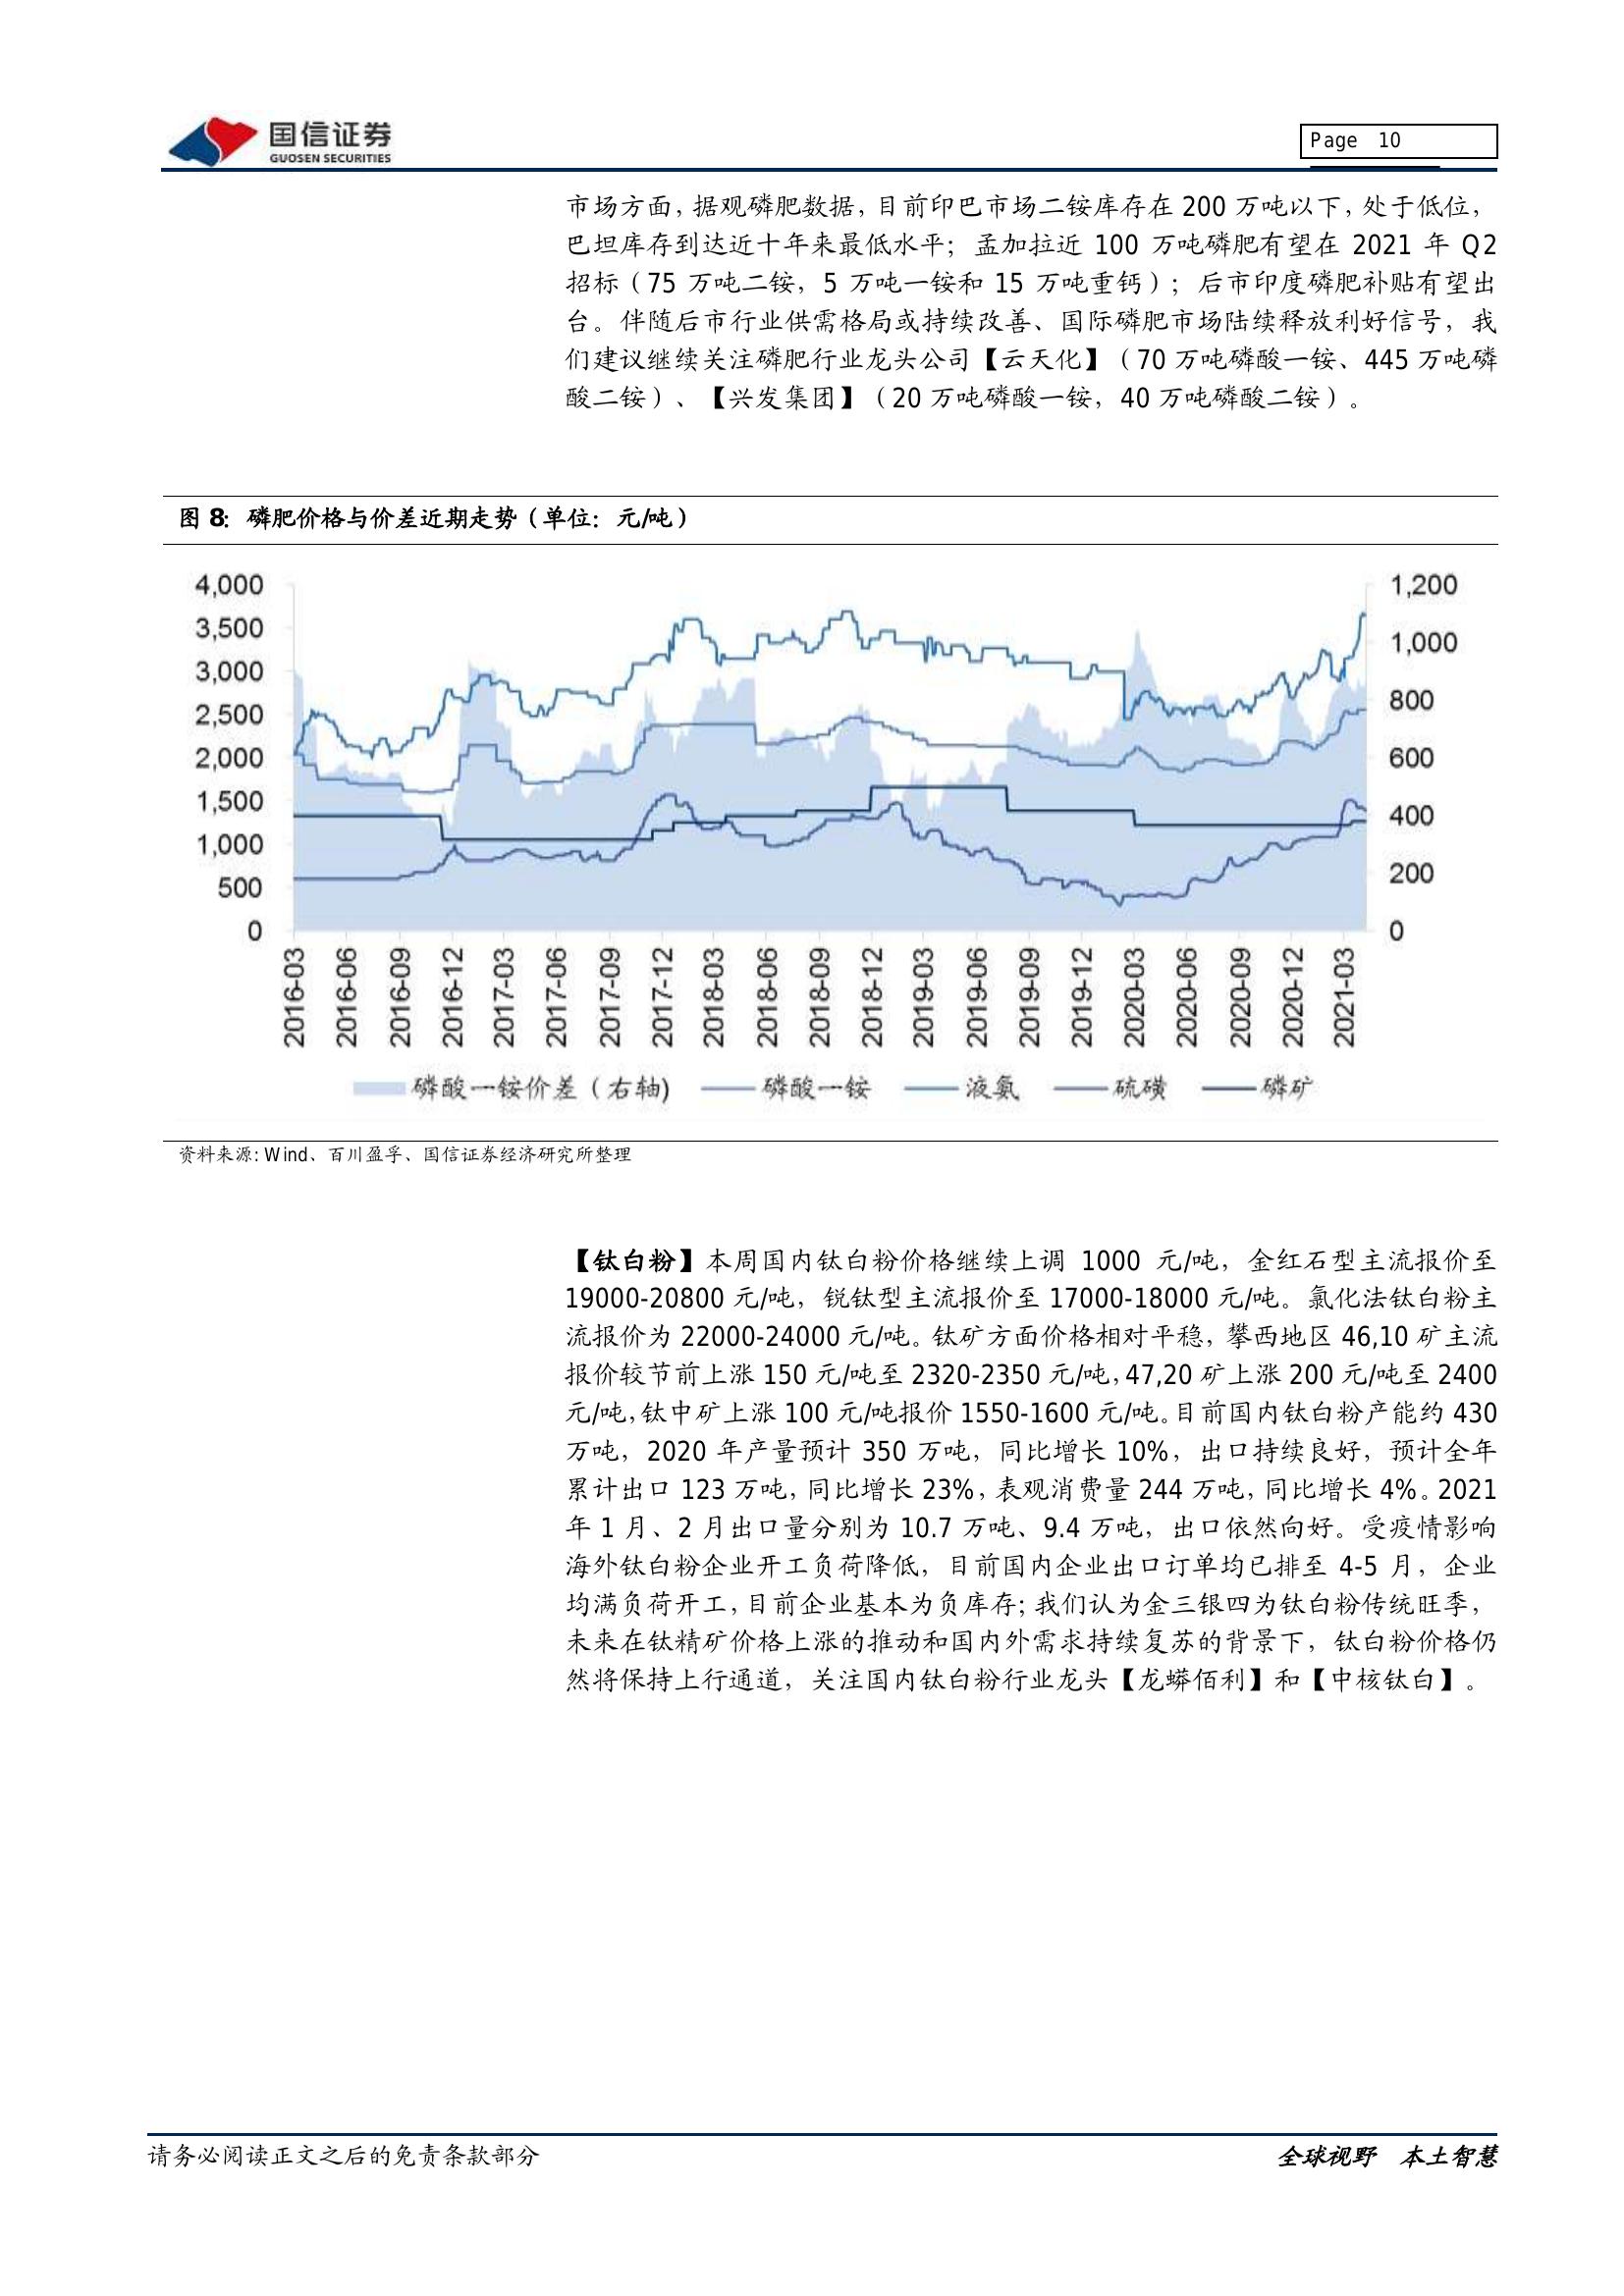 国信证券
GUOSEN SECURITIES
Page 10
市场方面，据观磷肥数据，目前印巴市场二铵库存在 200 万吨以下，处于低位，
巴坦库存到达近十年来最低水平；孟加拉近 100 万吨磷肥有望在 2021 年 Q2
招标（75 万吨二铵，5 万吨一铵和 15 万吨重钙）；后市印度磷肥补贴有望出
台。伴随后市行业供需格局或持续改善、国际磷肥市场陆续释放利好信号，我
们建议继续关注磷肥行业龙头公司【云天化】（70 万吨磷酸一铵、445 万吨磷
酸二铵）、【兴发集团】（20 万吨磷酸一铵，40 万吨磷酸二铵）。
图 8：磷肥价格与价差近期走势（单位：元/吨）
4,000
3,500
3,000
2,500
2,000
1,500
1,000
500
0
1,200
1,000
800
600
400
200
0
2016-03
2016-06
2016-09
2016-12
2017-03
2017-06
2017-09
2017-12
2018-03
2018-06
2018-09
2018-12
2019-03
2019-06
2019-09
2019-12
2020-03
2020-06
2020-09
2020-12
2021-03
磷酸一铵价差（右轴) 磷酸一铵 液氨 硫磺 磷矿
资料来源: Wind、百川盈孚、国信证券经济研究所整理
【钛白粉】本周国内钛白粉价格继续上调 1000 元/吨，金红石型主流报价至
19000-20800 元/吨，锐钛型主流报价至 17000-18000 元/吨。氯化法钛白粉主
流报价为 22000-24000 元/吨。钛矿方面价格相对平稳，攀西地区 46,10 矿主流
报价较节前上涨 150 元/吨至 2320-2350 元/吨，47,20 矿上涨 200 元/吨至 2400
元/吨，钛中矿上涨 100 元/吨报价 1550-1600 元/吨。目前国内钛白粉产能约 430
万吨，2020 年产量预计 350 万吨，同比增长 10%，出口持续良好，预计全年
累计出口 123 万吨，同比增长 23%，表观消费量 244 万吨，同比增长 4%。2021
年 1 月、2 月出口量分别为 10.7 万吨、9.4 万吨，出口依然向好。受疫情影响
海外钛白粉企业开工负荷降低，目前国内企业出口订单均已排至 4-5 月，企业
均满负荷开工，目前企业基本为负库存；我们认为金三银四为钛白粉传统旺季，
未来在钛精矿价格上涨的推动和国内外需求持续复苏的背景下，钛白粉价格仍
然将保持上行通道，关注国内钛白粉行业龙头【龙蟒佰利】和【中核钛白】。
请务必阅读正文之后的免责条款部分
全球视野 本土智慧